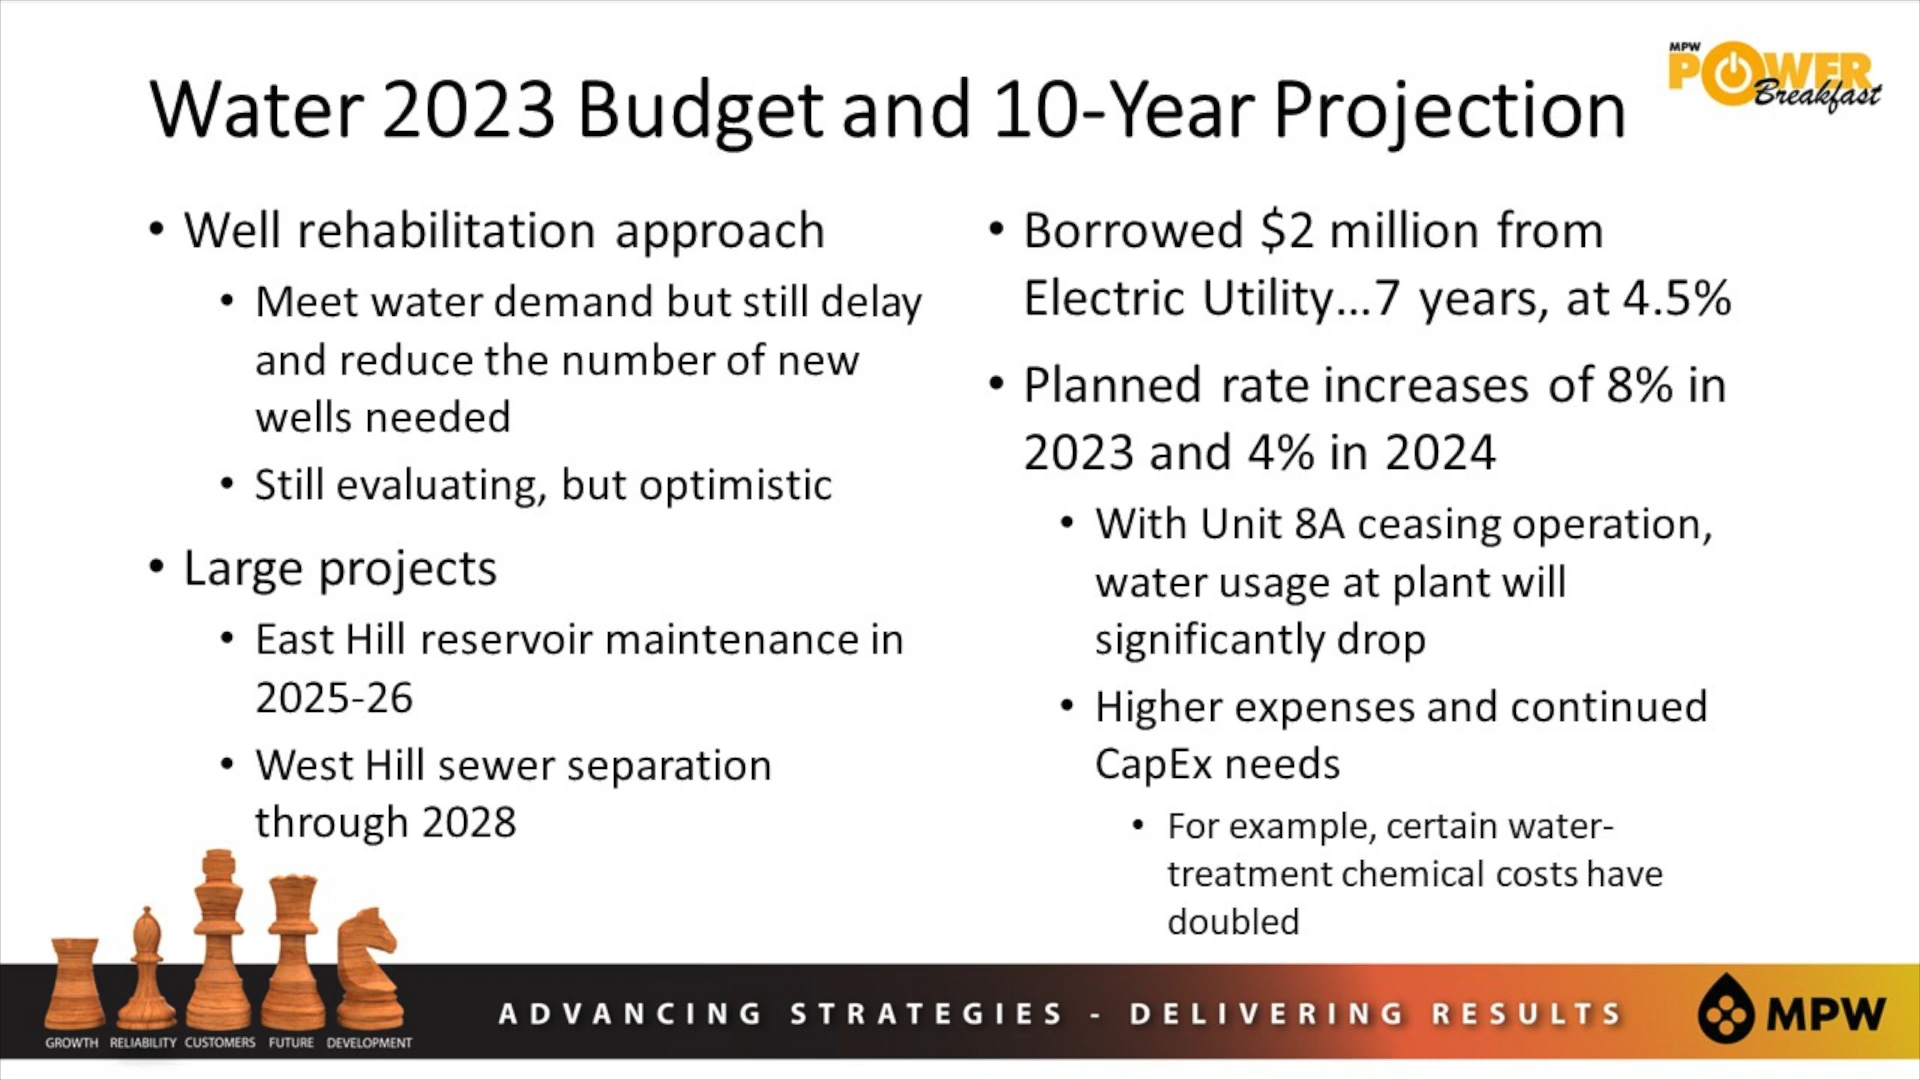 MPW
POWER
Breakfast
Water 2023 Budget and 10-Year Projection
• Well rehabilitation approach
• Meet water demand but still delay
and reduce the number of new
wells needed
• Still evaluating, but optimistic
• Large projects
• East Hill reservoir maintenance in
2025-26
• West Hill sewer separation
through 2028
• Borrowed $2 million from
Electric Utility...7 years, at 4.5%
• Planned rate increases of 8% in
2023 and 4% in 2024
• With Unit 8A ceasing operation,
water usage at plant will
significantly drop
• Higher expenses and continued
CapEx needs
• For example, certain water-
treatment chemical costs have
doubled
GROWTH RELIABILITY CUSTOMERS FUTURE DEVELOPMENT
ADVANCING STRATEGIES - DELIVERING RESULTS
MPW